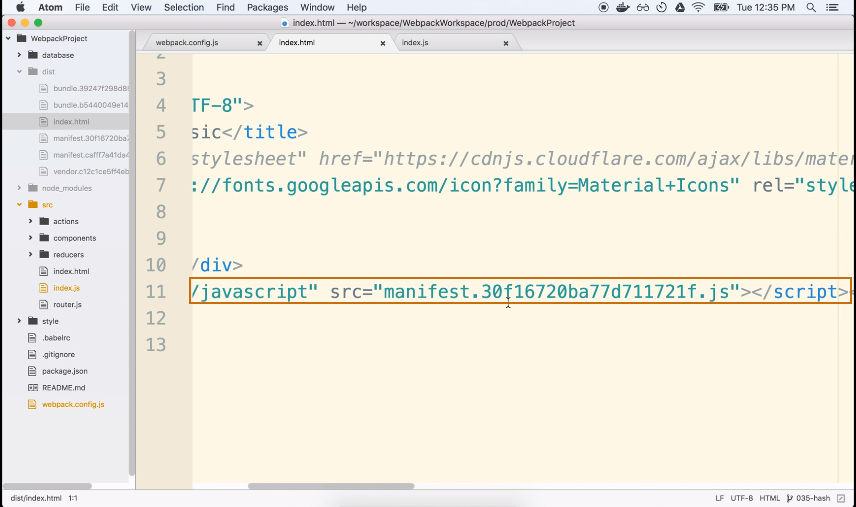 Atom File Edit View Selection Find Packages Window Help Tue 12:35 PM
index.html — ~/workspace/WebpackWorkspace/prod/WebpackProject
WebpackProject
database
dist
bundle.39247f298d8
bundle.b5440049e14
index.html
manifest.30f16720ba7
manifest.cafff7a41da4
vendor.c12c1ce5ff4eb
node_modules
src
actions
components
reducers
index.html
index.js
router.js
style
.babelrc
.gitignore
package.json
README.md
webpack.config.js
webpack.config.js × index.html × index.js ×
2
3
4 TF-8">
5 sic</title>
6 stylesheet" href="https://cdnjs.cloudflare.com/ajax/libs/mater
7 ://fonts.googleapis.com/icon?family=Material+Icons" rel="style
8
9
10 /div>
11 /javascript" src="manifest.30f16720ba77d711721f.js"></script>
12
13
dist/index.html 1:1 LF UTF-8 HTML 035-hash